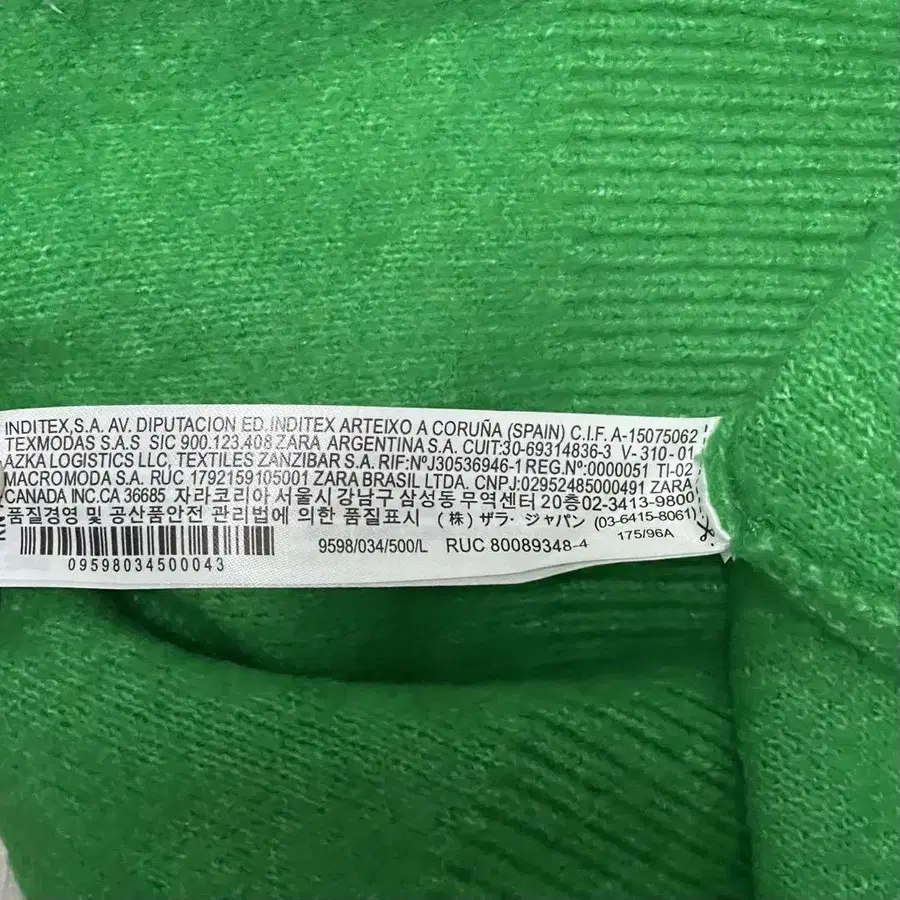 INDITEX,S.A. AV. DIPUTACION ED.INDITEX ARTEIXO A CORUÑA (SPAIN) C.I.F. A-15075062
TEXMODAS S.A.S SIC 900.123.408 ZARA ARGENTINA S.A. CUIT:30-69314836-3 V-310-01
AZKA LOGISTICS LLC, TEXTILES ZANZIBAR S.A. RIF:NºJ30536946-1 REG.Nº:0000051 TI-02
MACROMODA S.A. RUC 1792159105001 ZARA BRASIL LTDA. CNPJ:02952485000491 ZARA
CANADA INC.CA 36685 자라코리아 서울시 강남구 삼성동 무역센터 20층 02-3413-9800
품질경영 및 공산품안전 관리법에 의한 품질표시 (株) ザラ・ジャパン (03-6415-8061)
09598034500043 9598/034/500/L RUC 80089348-4 175/96A